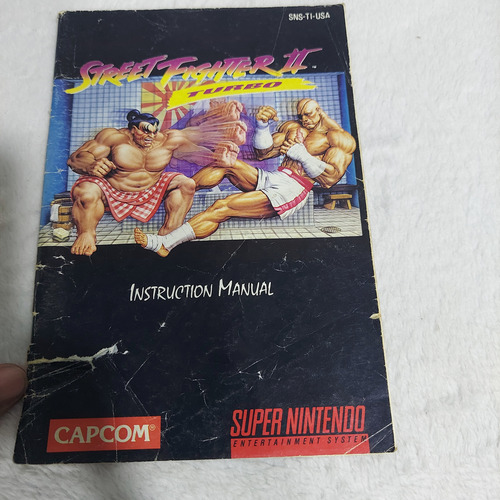 SNS-TI-USA
STREET FIGHTER II
TURBO
INSTRUCTION MANUAL
CAPCOM®
SUPER NINTENDO
ENTERTAINMENT SYSTEM